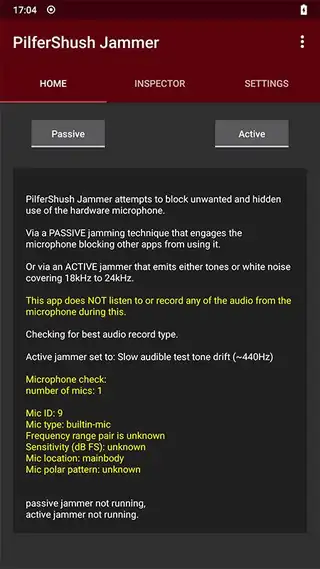 17:04
PilferShush Jammer
HOME INSPECTOR SETTINGS
Passive Active
PilferShush Jammer attempts to block unwanted and hidden
use of the hardware microphone.
Via a PASSIVE jamming technique that engages the
microphone blocking other apps from using it.
Or via an ACTIVE jammer that emits either tones or white noise
covering 18kHz to 24kHz.
This app does NOT listen to or record any of the audio from the
microphone during this.
Checking for best audio record type.
Active jammer set to: Slow audible test tone drift (~440Hz)
Microphone check:
number of mics: 1
Mic ID: 9
Mic type: builtin-mic
Frequency range pair is unknown
Sensitivity (dB FS): unknown
Mic location: mainbody
Mic polar pattern: unknown
passive jammer not running,
active jammer not running.